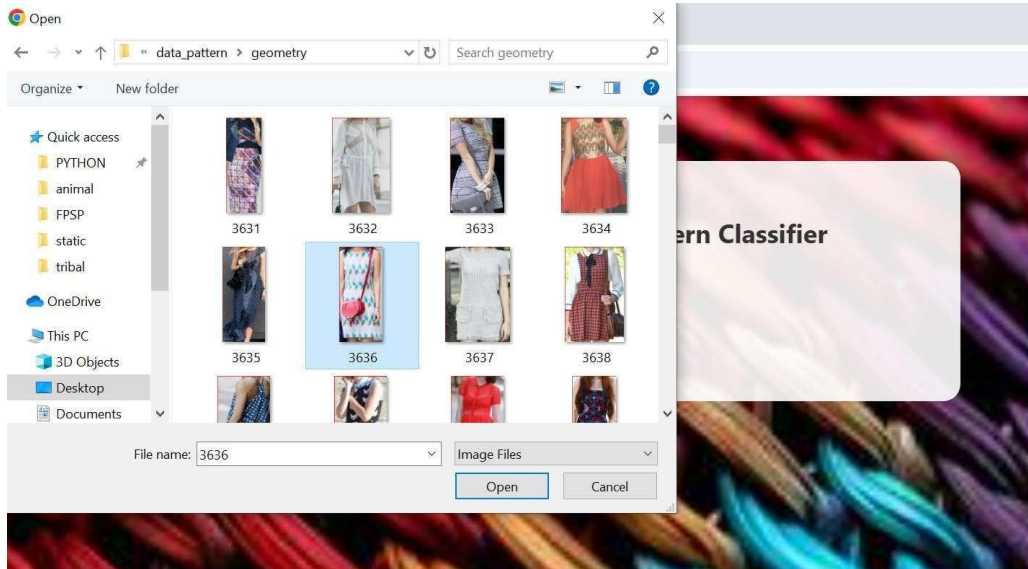 Open
« data_pattern > geometry
Search geometry
Organize
New folder
Quick access
PYTHON
animal
FPSP
static
tribal
OneDrive
This PC
3D Objects
Desktop
Documents
3631
3632
3633
3634
3635
3636
3637
3638
File name: 3636
Image Files
Open
Cancel
ern Classifier